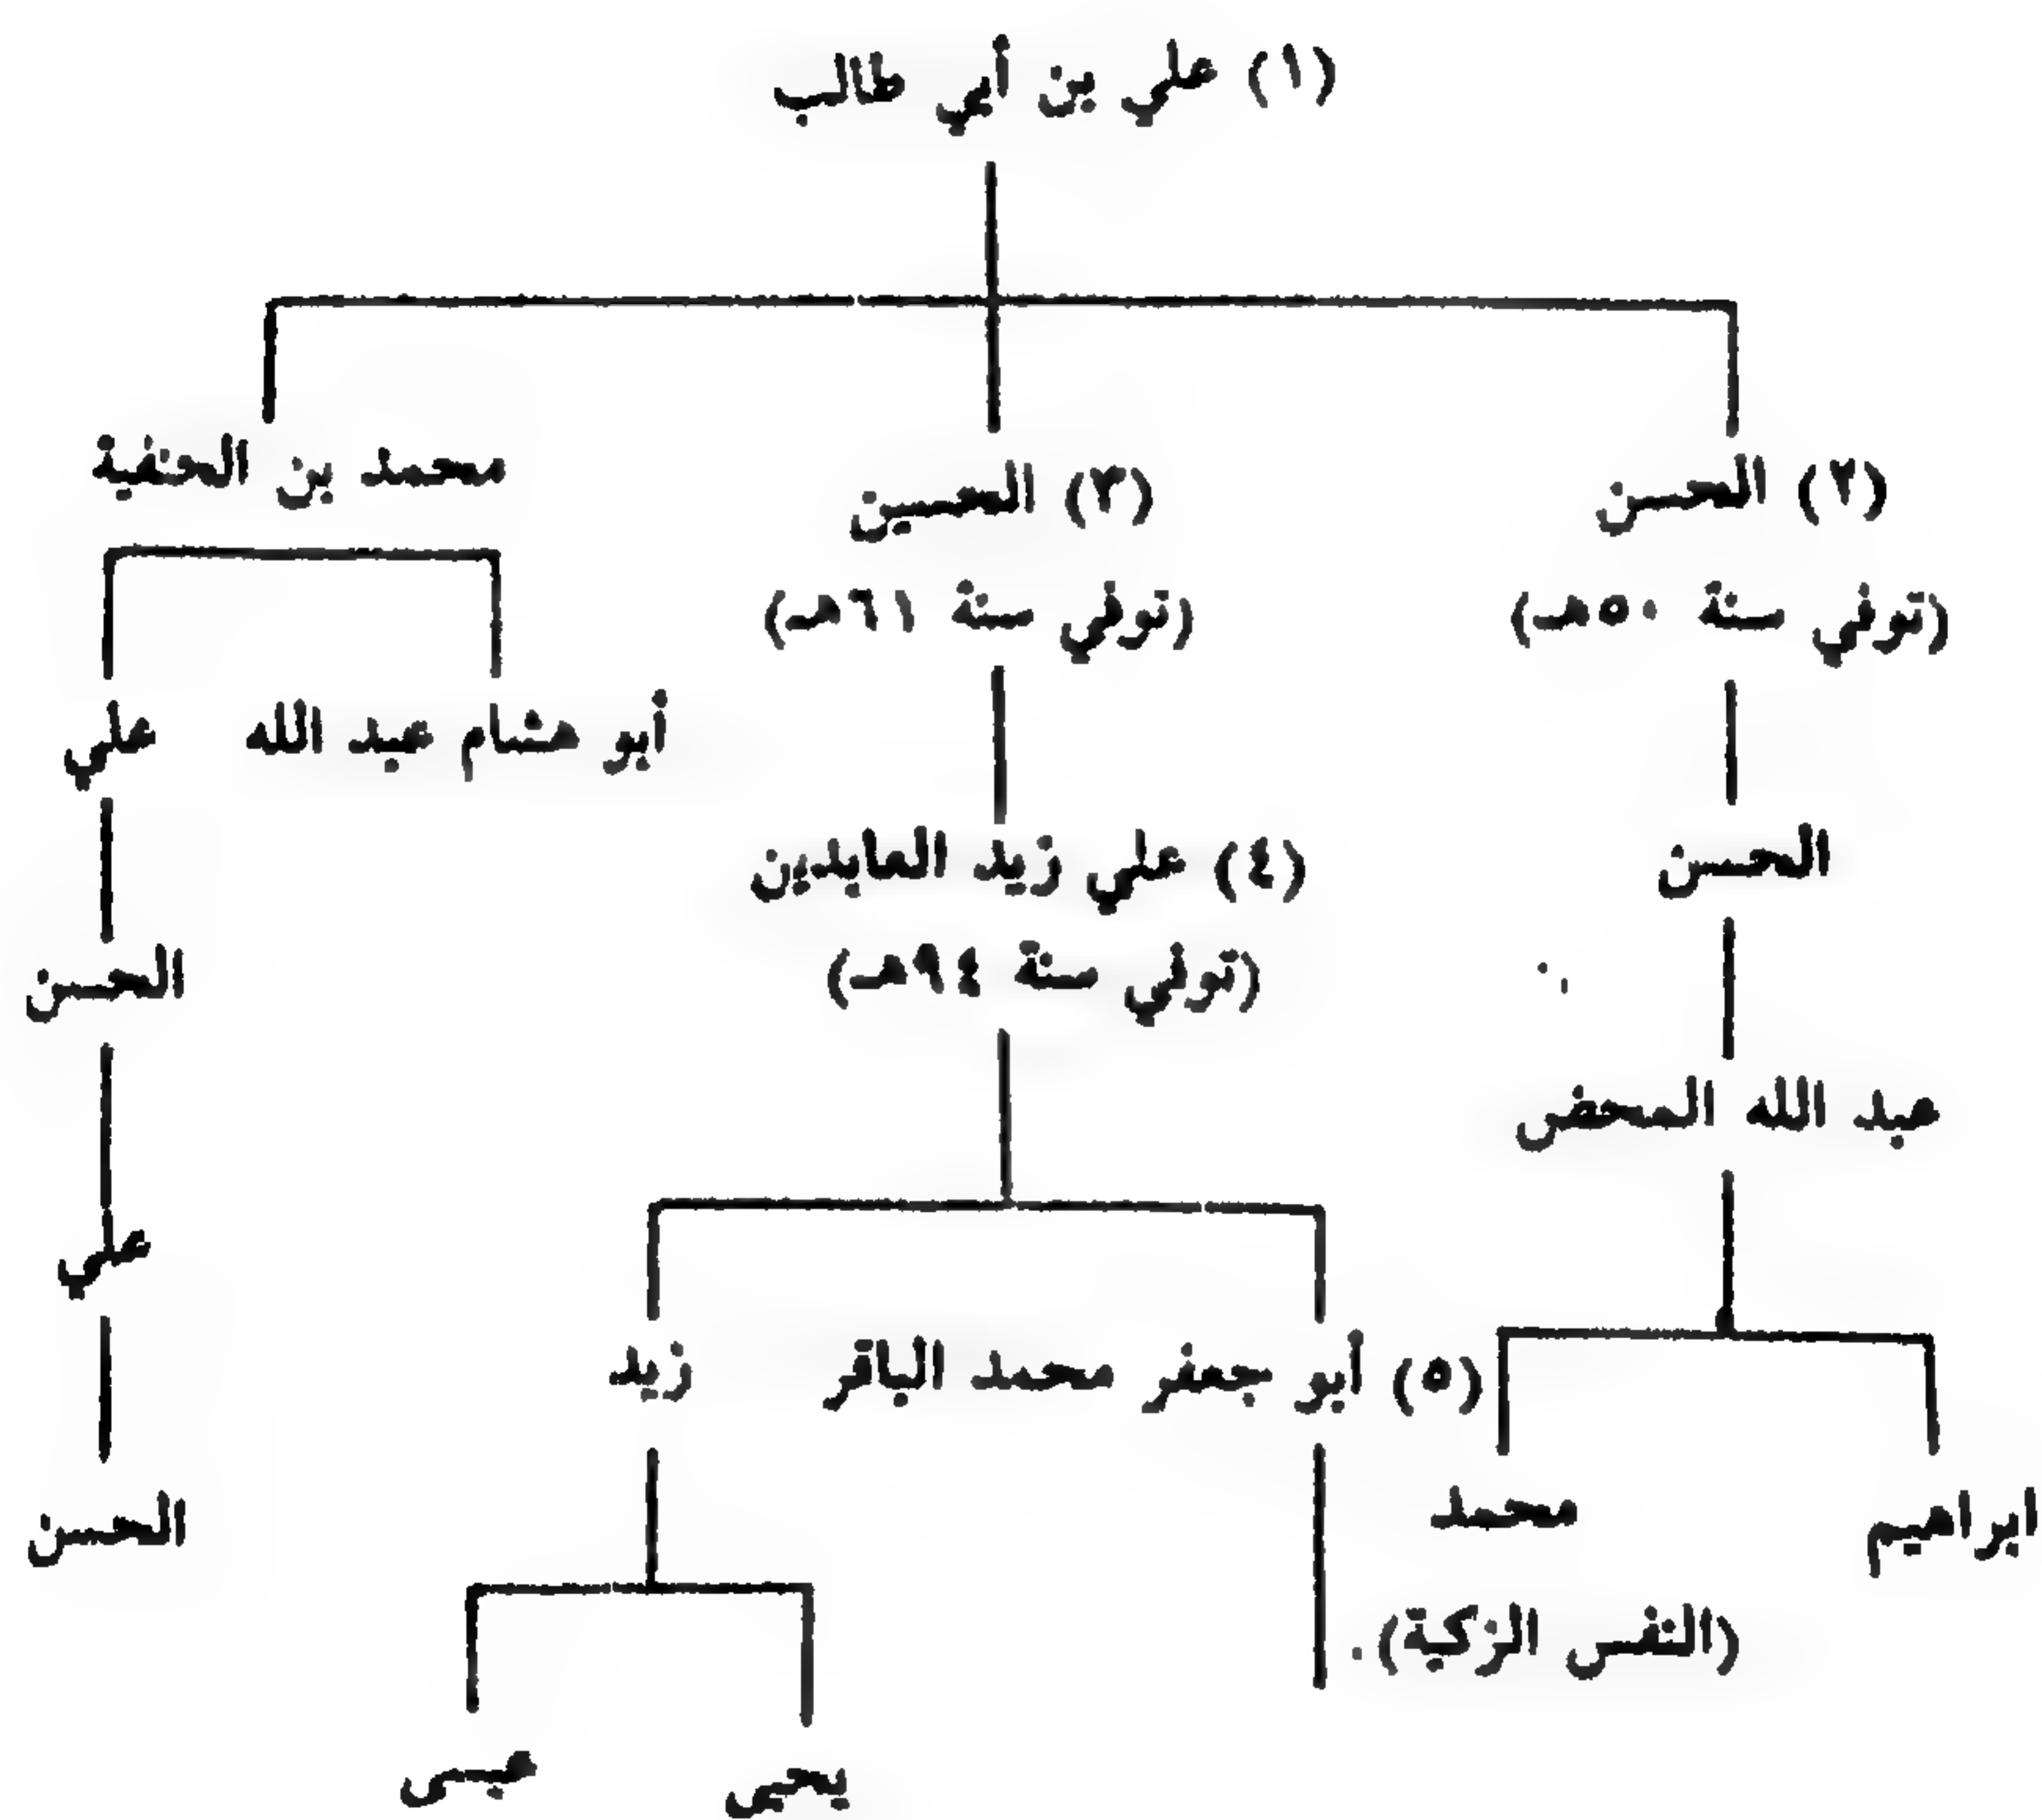 (١) علي بن أبي طالب
(٢) الحسن
(٣) الحسين
محمد بن الحنفية
(توفي سنة ٥٠هـ)
(توفي سنة ٦١هـ)
أبو هشام عبد الله
علي
الحسن
(٤) علي زيد العابدين
(توفي سنة ٩٤هـ)
الحسن
عبد الله المحض
علي
(٥) أبو جعفر محمد الباقر
زيد
ابراهيم
محمد
الحسن
(النفس الزكية).
يحيى
عيسى